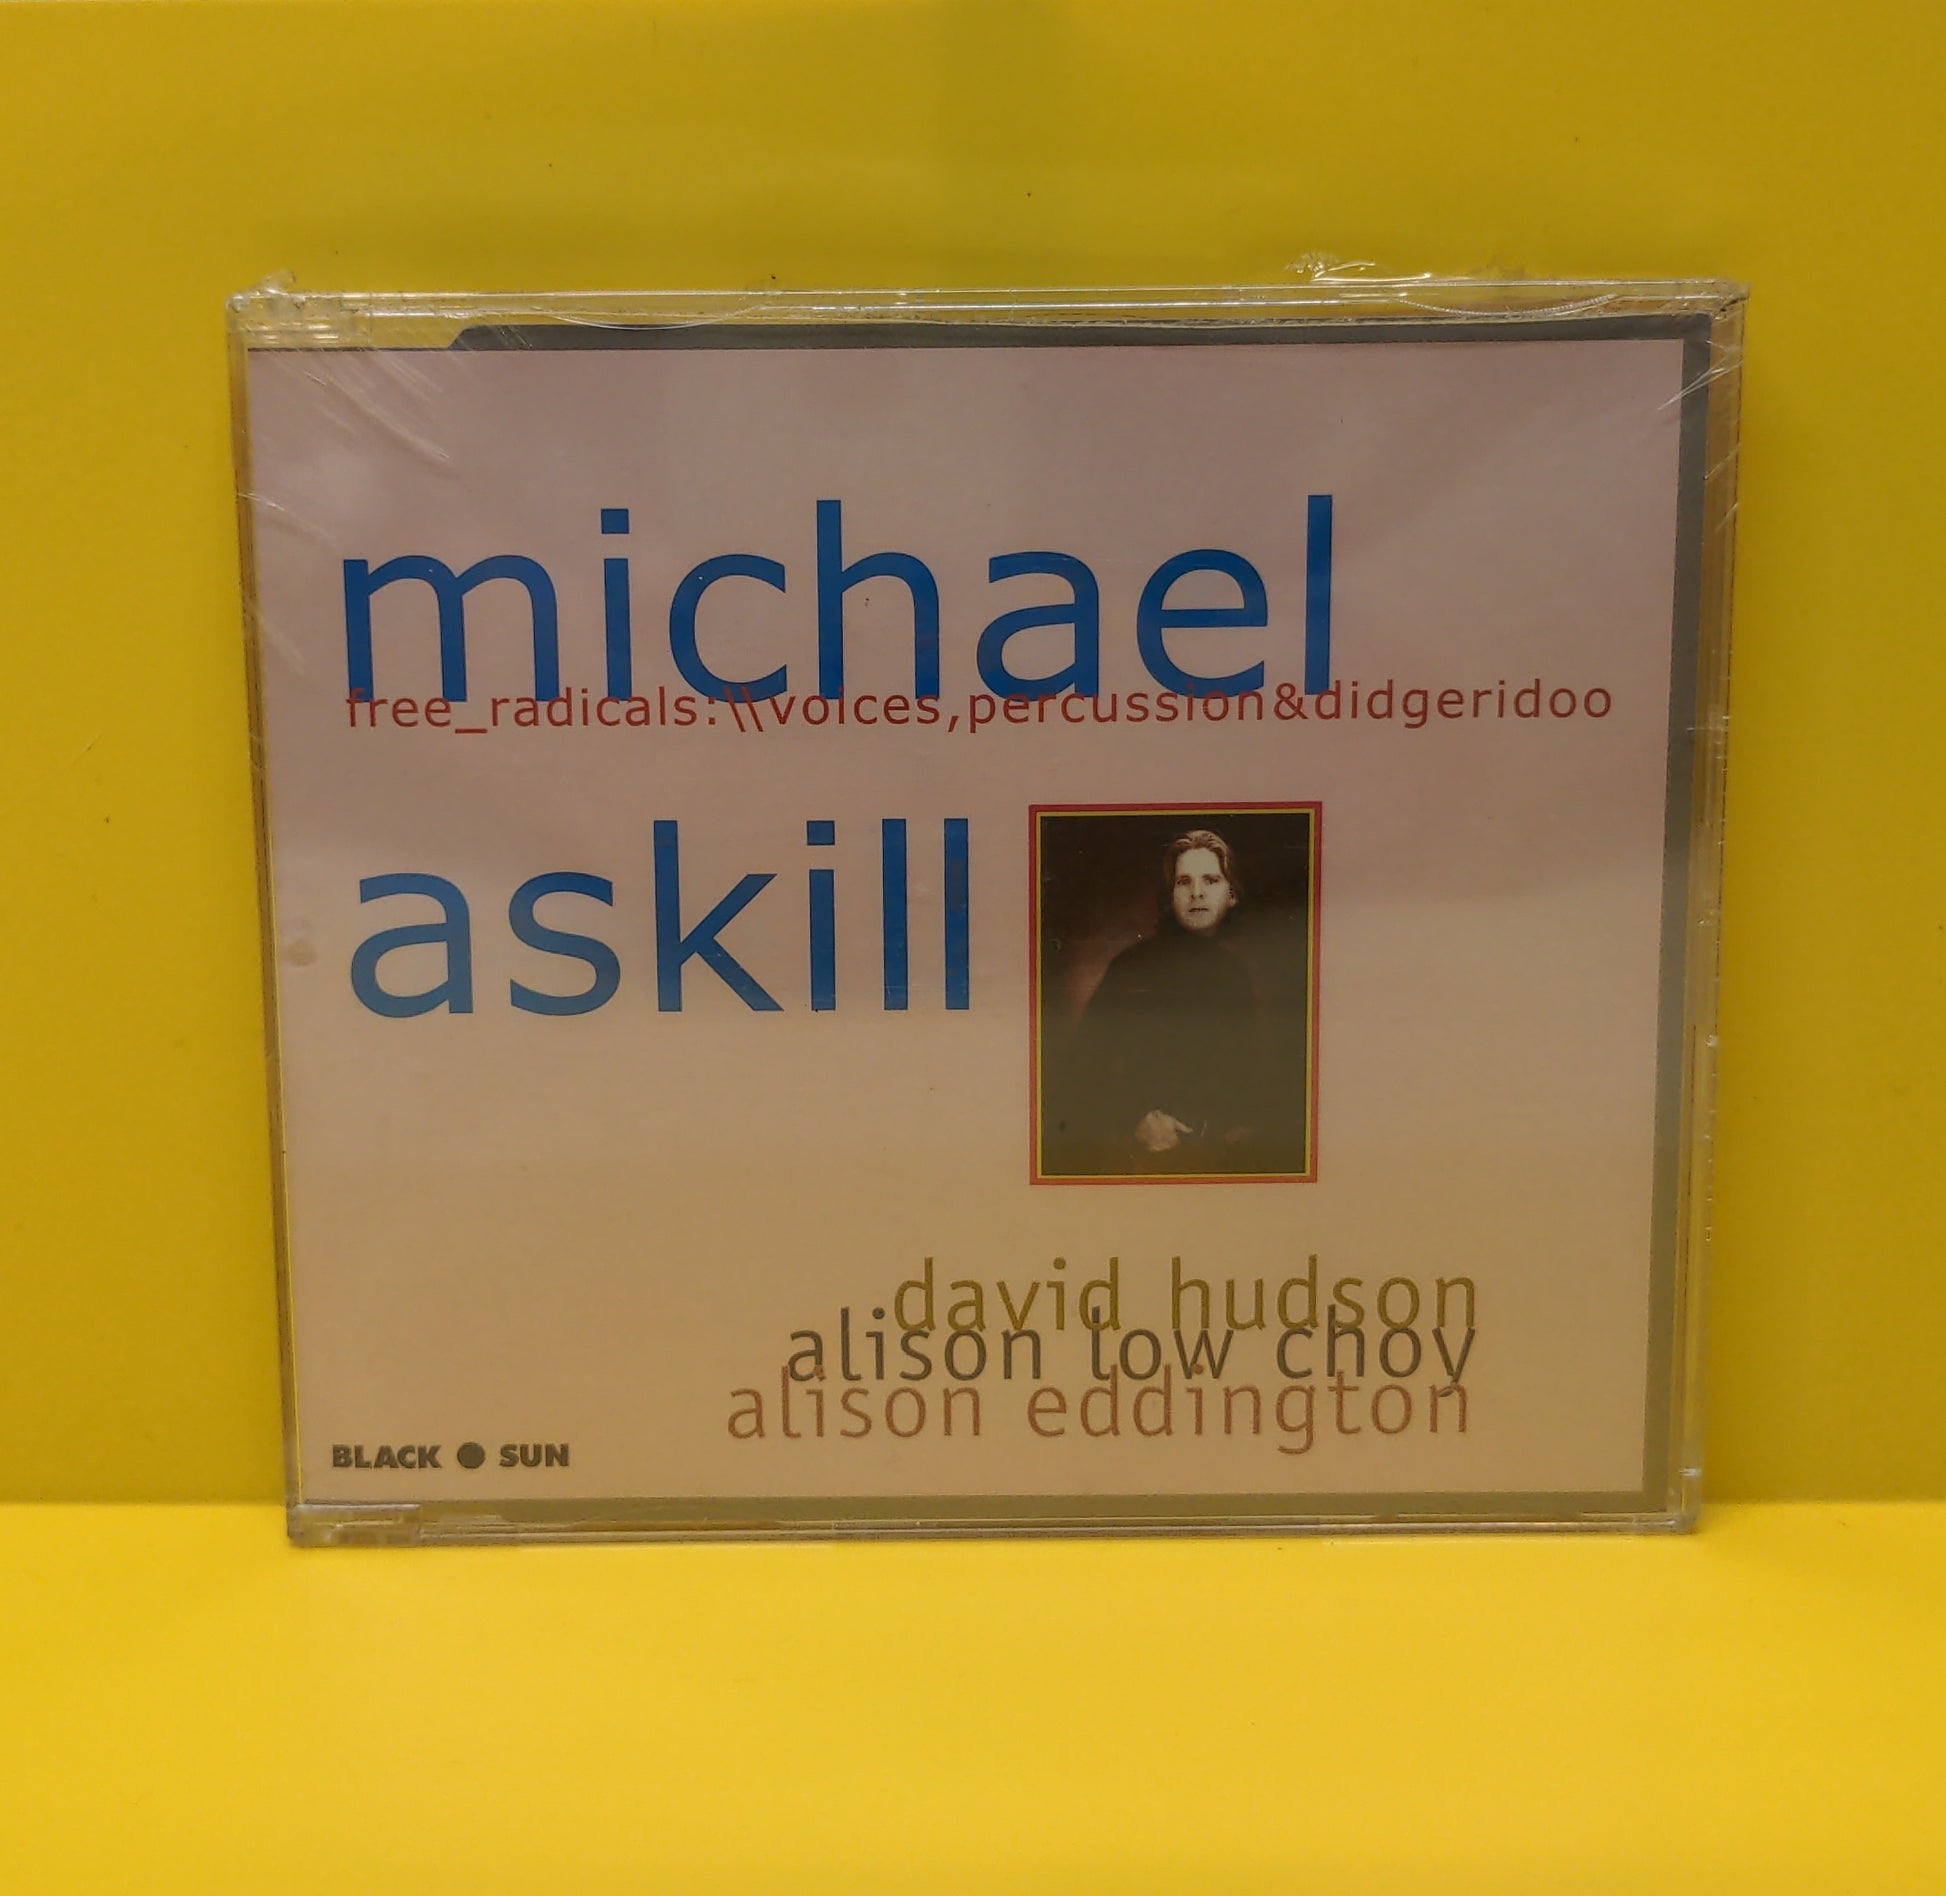 michael
free_radicals:\\voices,percussion&didgeridoo
askill
david hudson
alison low choy
alison eddington
BLACK SUN